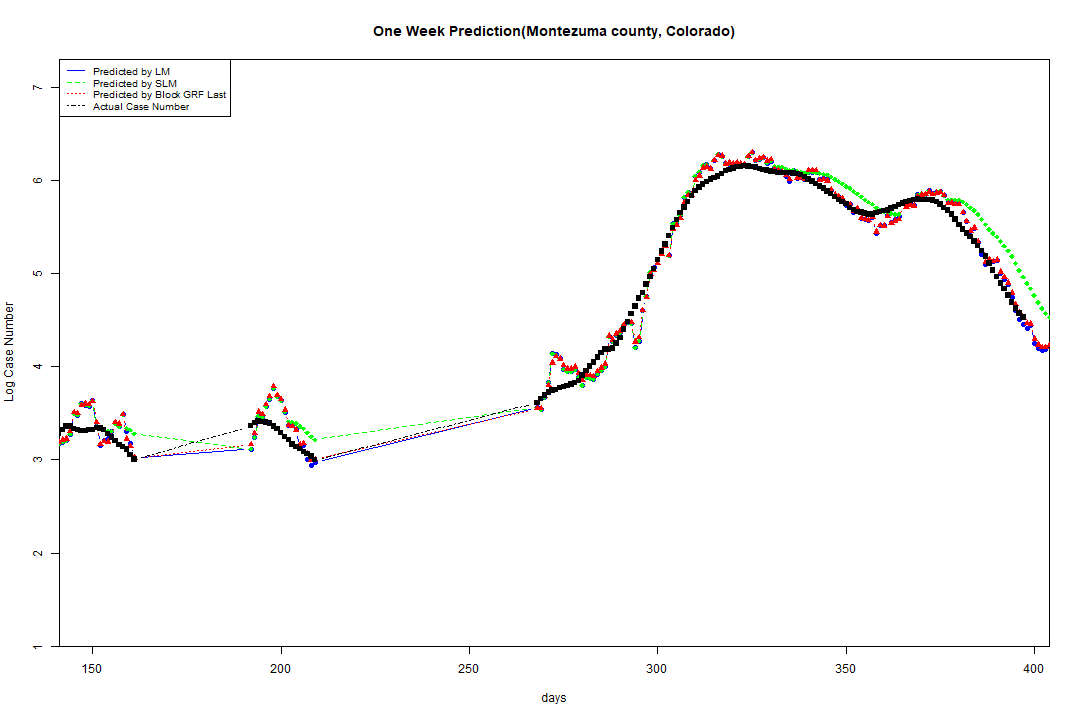 One Week Prediction(Montezuma county, Colorado)
Predicted by LM
Predicted by SLM
Predicted by Block GRF Last
Actual Case Number
7
6
5
4
3
2
1
Log Case Number
150 200 250 300 350 400
days